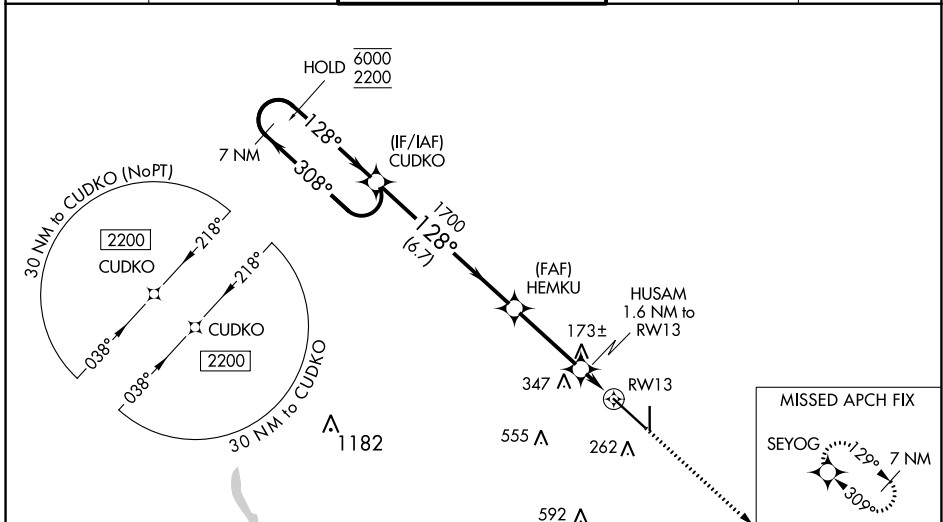 HOLD 6000
2200
128°
7 NM
308°
(IF/IAF)
CUDKO
1700
128°
(6.7)
30 NM to CUDKO (NoPT)
2200
CUDKO
218°
038°
218°
CUDKO
2200
038°
30 NM to CUDKO
(FAF)
HEMKU
HUSAM
1.6 NM to
RW13
173±
347
RW13
1182
555
262
592
MISSED APCH FIX
SEYOG
129°
7 NM
309°